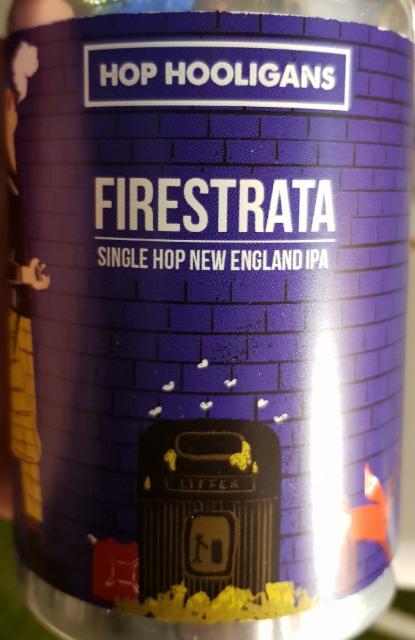 HOP HOOLIGANS
FIRESTRATA
SINGLE HOP NEW ENGLAND IPA
LITTER